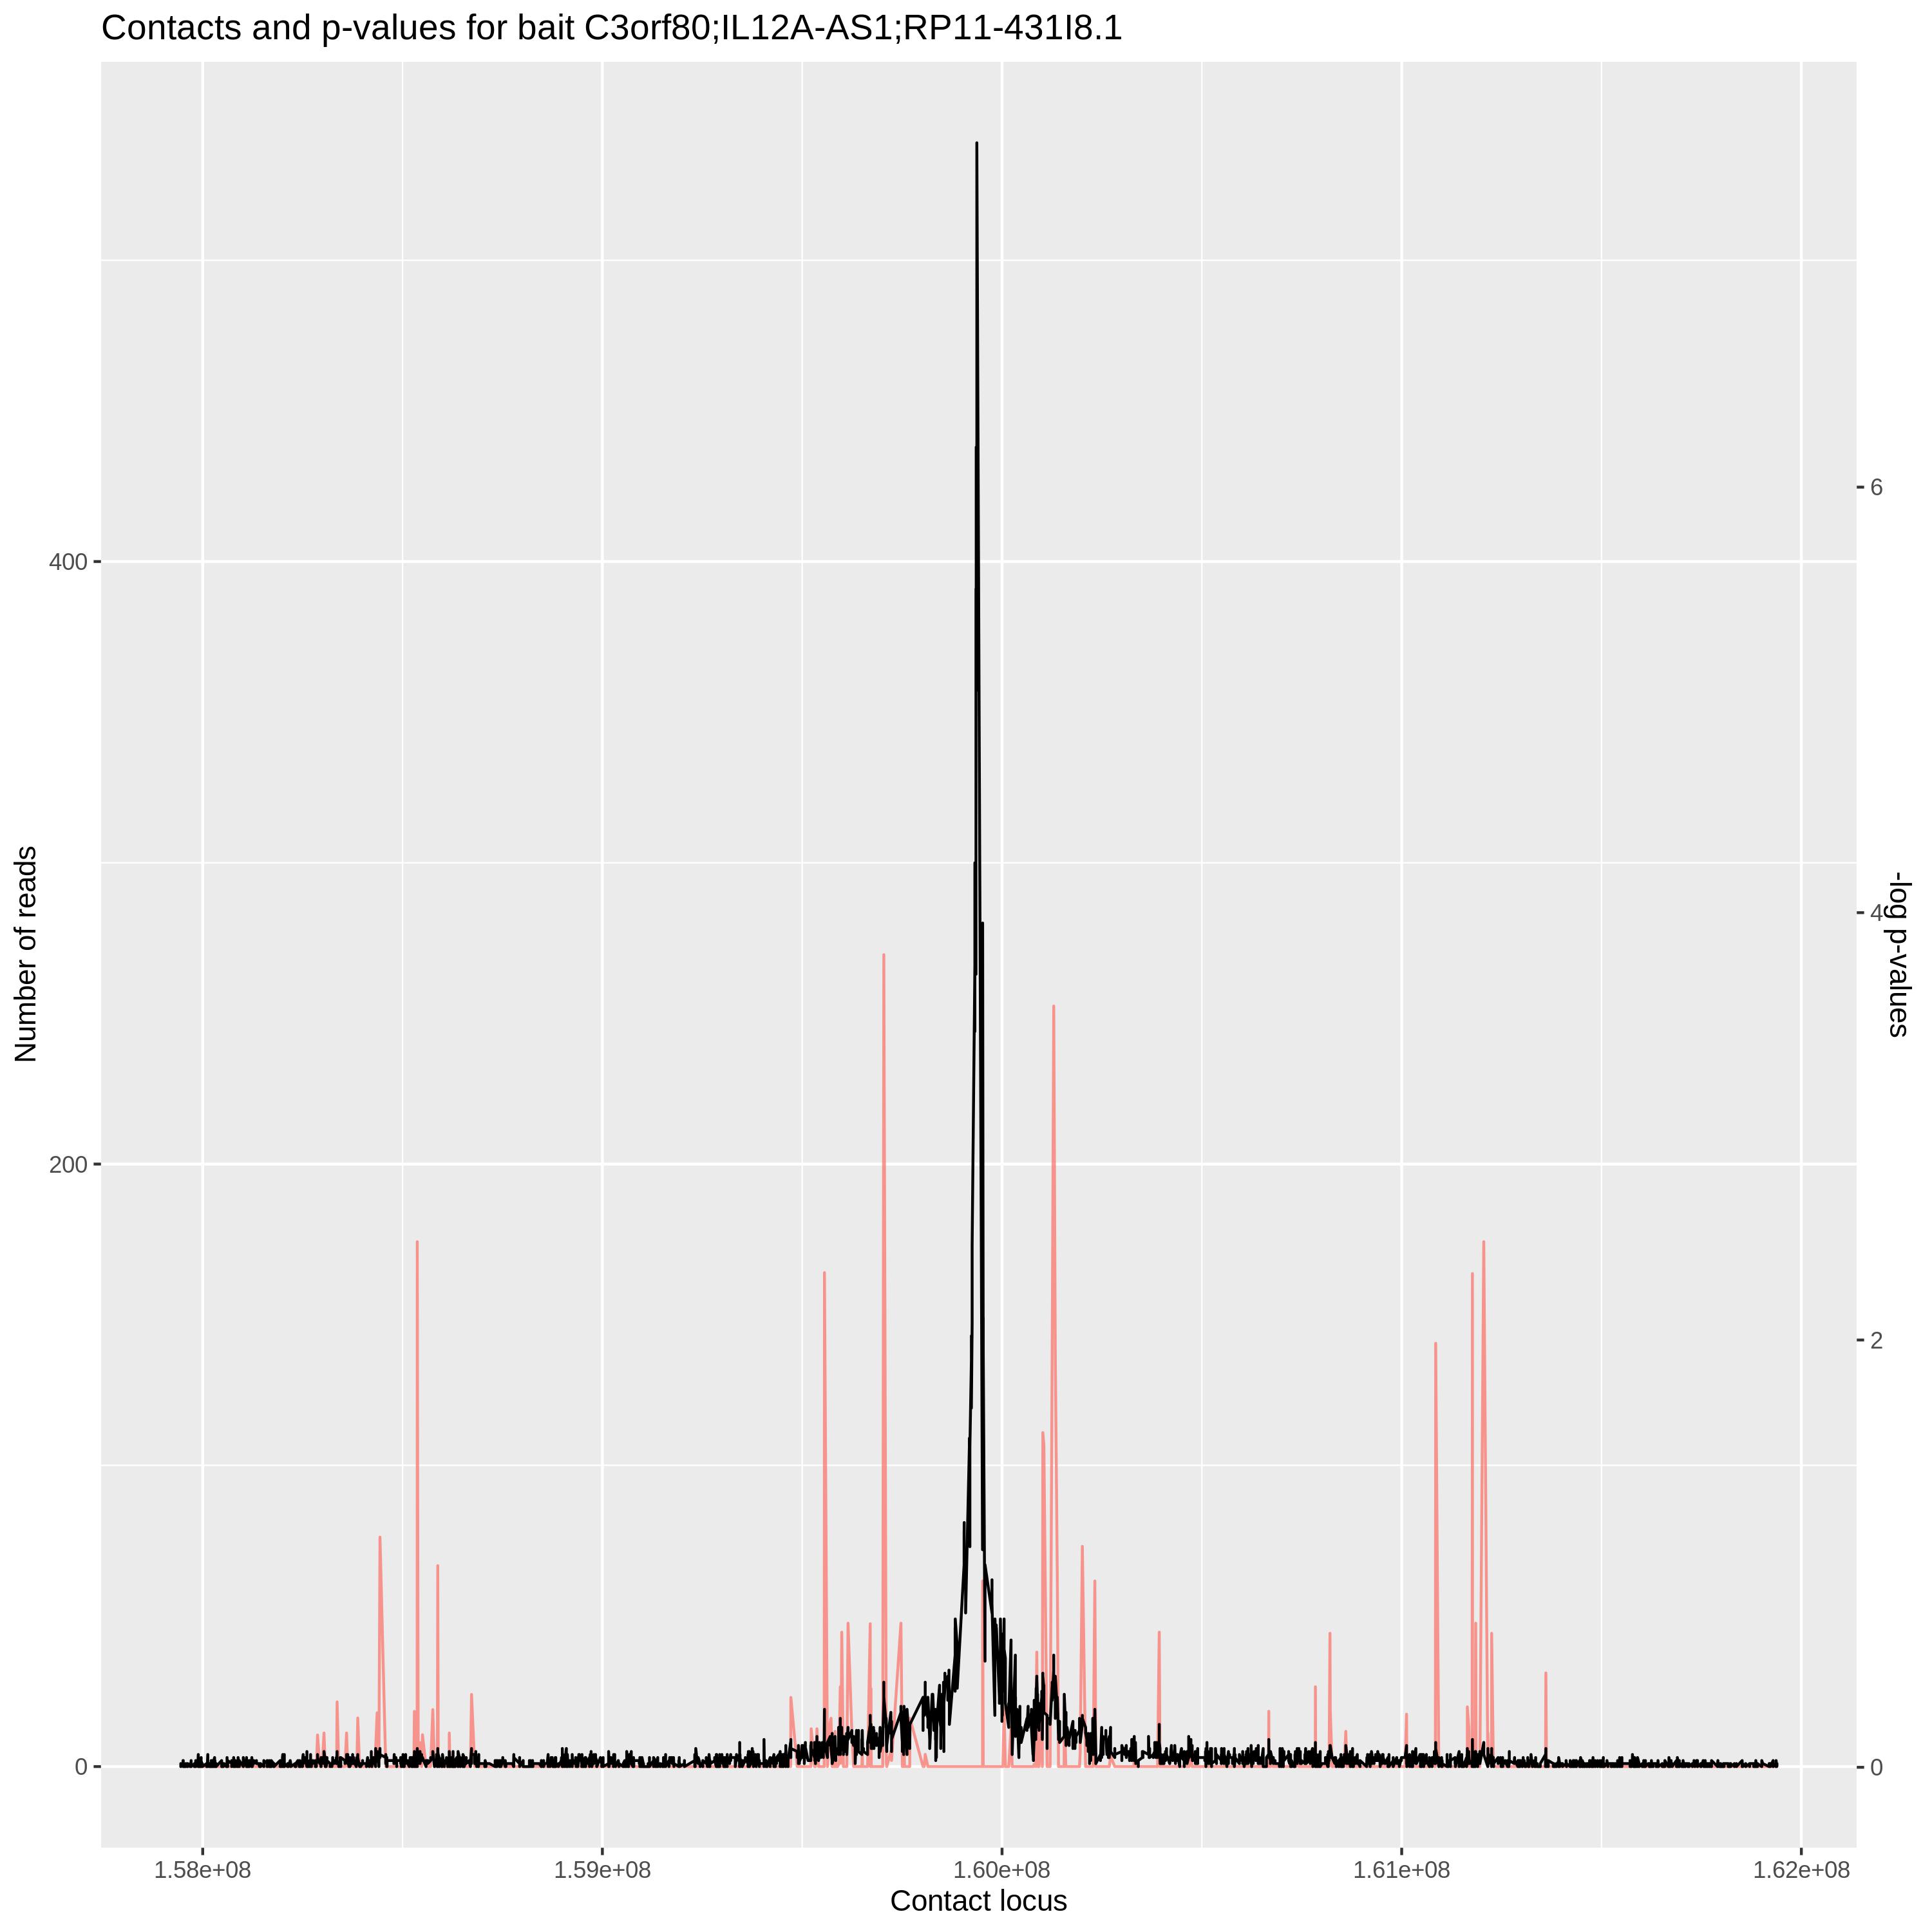 Contacts and p-values for bait C3orf80;IL12A-AS1;RP11-431I8.1
Number of reads
400
200
0
6
4
2
0
-log p-values
1.58e+08
1.59e+08
1.60e+08
1.61e+08
1.62e+08
Contact locus